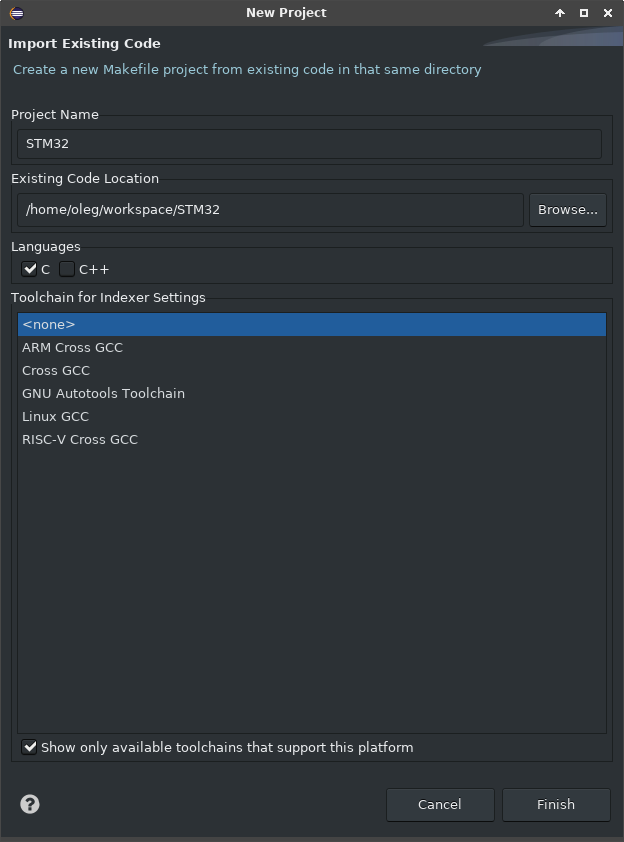 New Project
Import Existing Code
Create a new Makefile project from existing code in that same directory
Project Name
STM32
Existing Code Location
/home/oleg/workspace/STM32
Browse...
Languages
C
C++
Toolchain for Indexer Settings
<none>
ARM Cross GCC
Cross GCC
GNU Autotools Toolchain
Linux GCC
RISC-V Cross GCC
Show only available toolchains that support this platform
?
Cancel
Finish